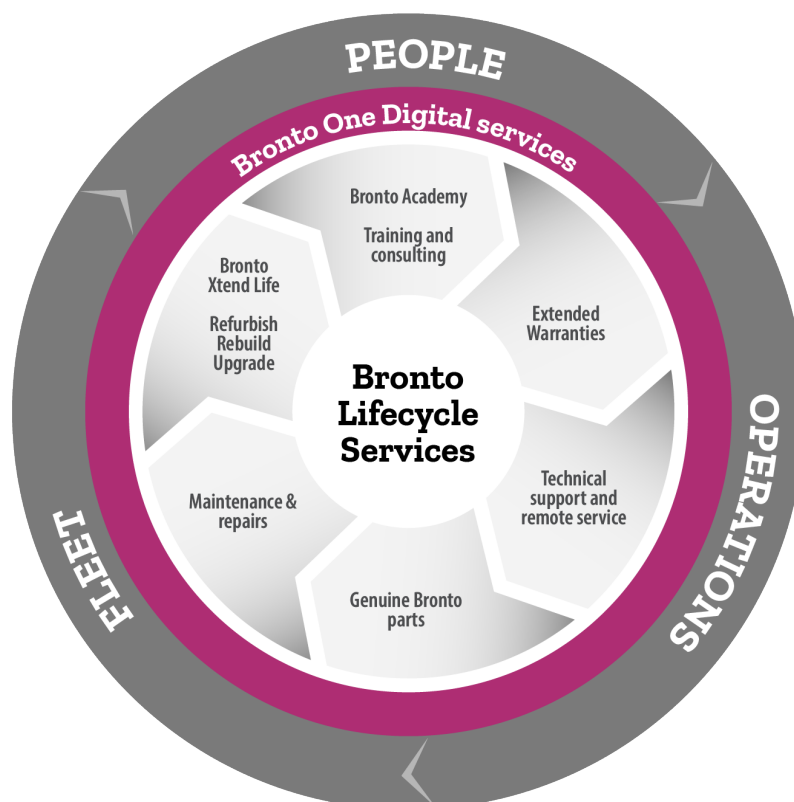 PEOPLE
Bronto One Digital services
Bronto Academy
Training and
consulting
Extended
Warranties
Technical
support and
remote service
Genuine Bronto
parts
Maintenance &
repairs
Bronto
Xtend Life
Refurbish
Rebuild
Upgrade
Bronto
Lifecycle
Services
OPERATIONS
FLEET